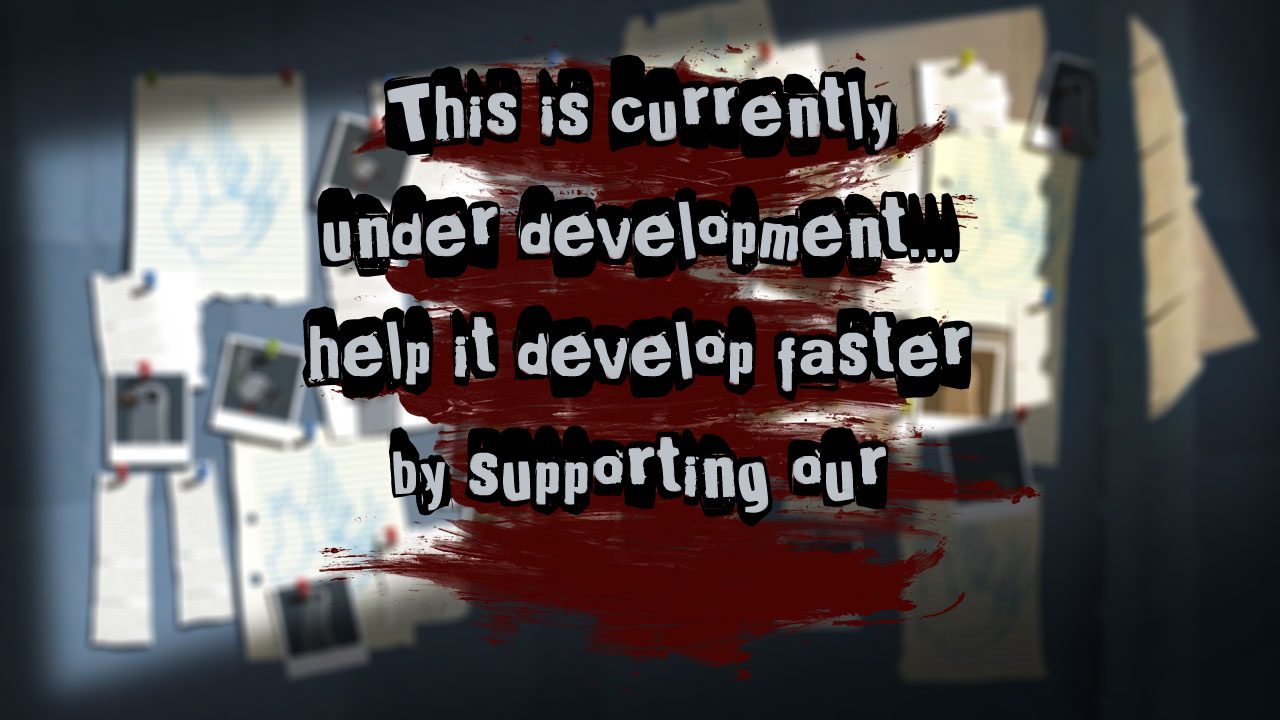 This is currently
under development...
help it develop faster
by supporting our